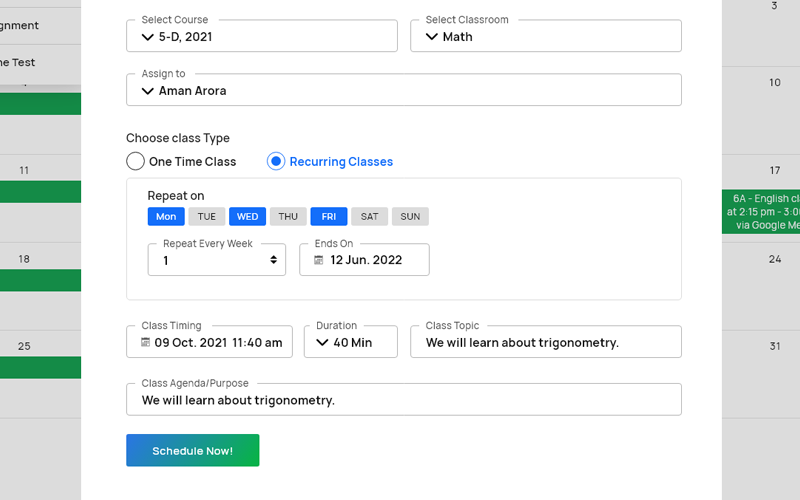 gnment
ne Test
11
18
25
Select Course
5-D, 2021
Select Classroom
Math
Assign to
Aman Arora
Choose class Type
One Time Class
Recurring Classes
Repeat on
Mon TUE WED THU FRI SAT SUN
Repeat Every Week
1
Ends On
12 Jun. 2022
Class Timing
09 Oct. 2021 11:40 am
Duration
40 Min
Class Topic
We will learn about trigonometry.
Class Agenda/Purpose
We will learn about trigonometry.
Schedule Now!
3
10
17
6A - English cl
at 2:15 pm - 3:0
via Google Me
24
31